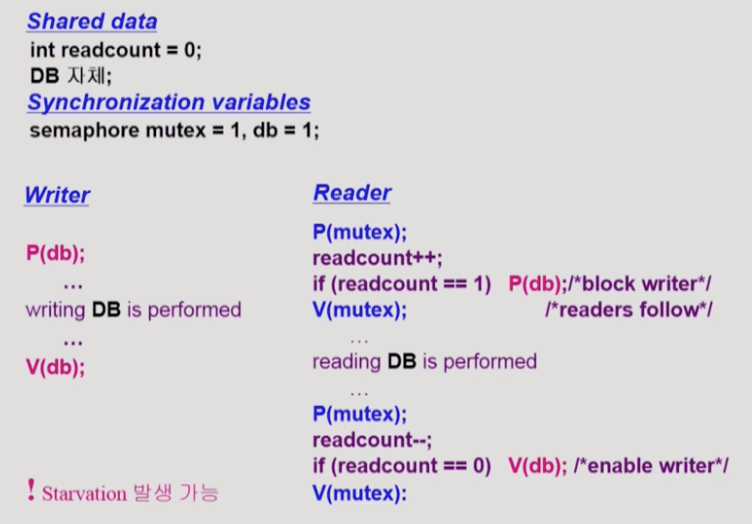 Shared data
int readcount = 0;
DB 자체;
Synchronization variables
semaphore mutex = 1, db = 1;
Writer
P(db);
...
writing DB is performed
...
V(db);
! Starvation 발생 가능
Reader
P(mutex);
readcount++;
if (readcount == 1) P(db);/*block writer*/
V(mutex); /*readers follow*/
...
reading DB is performed
...
P(mutex);
readcount--;
if (readcount == 0) V(db); /*enable writer*/
V(mutex):